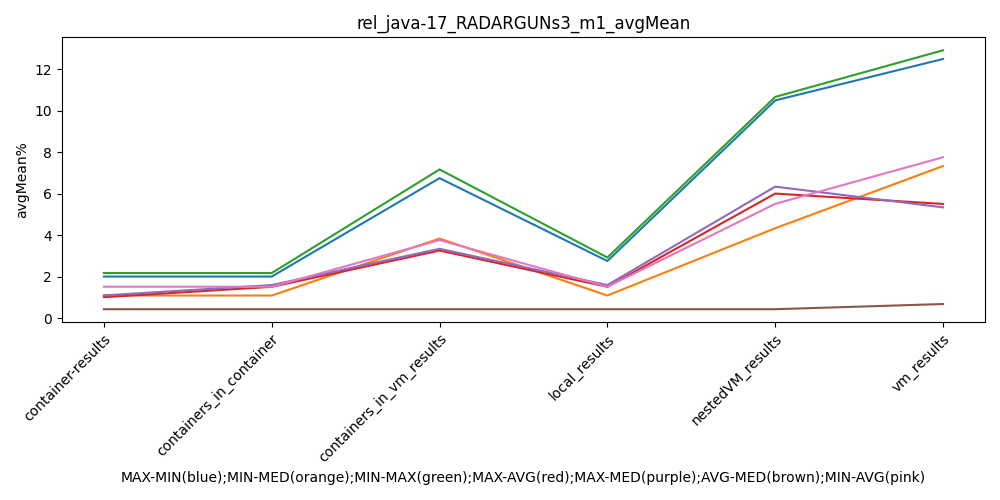 rel_java-17_RADARGUNs3_m1_avgMean
avgMean%
12
10
8
6
4
2
0
container-results
containers_in_container
containers_in_vm_results
local_results
nestedVM_results
vm_results
MAX-MIN(blue);MIN-MED(orange);MIN-MAX(green);MAX-AVG(red);MAX-MED(purple);AVG-MED(brown);MIN-AVG(pink)